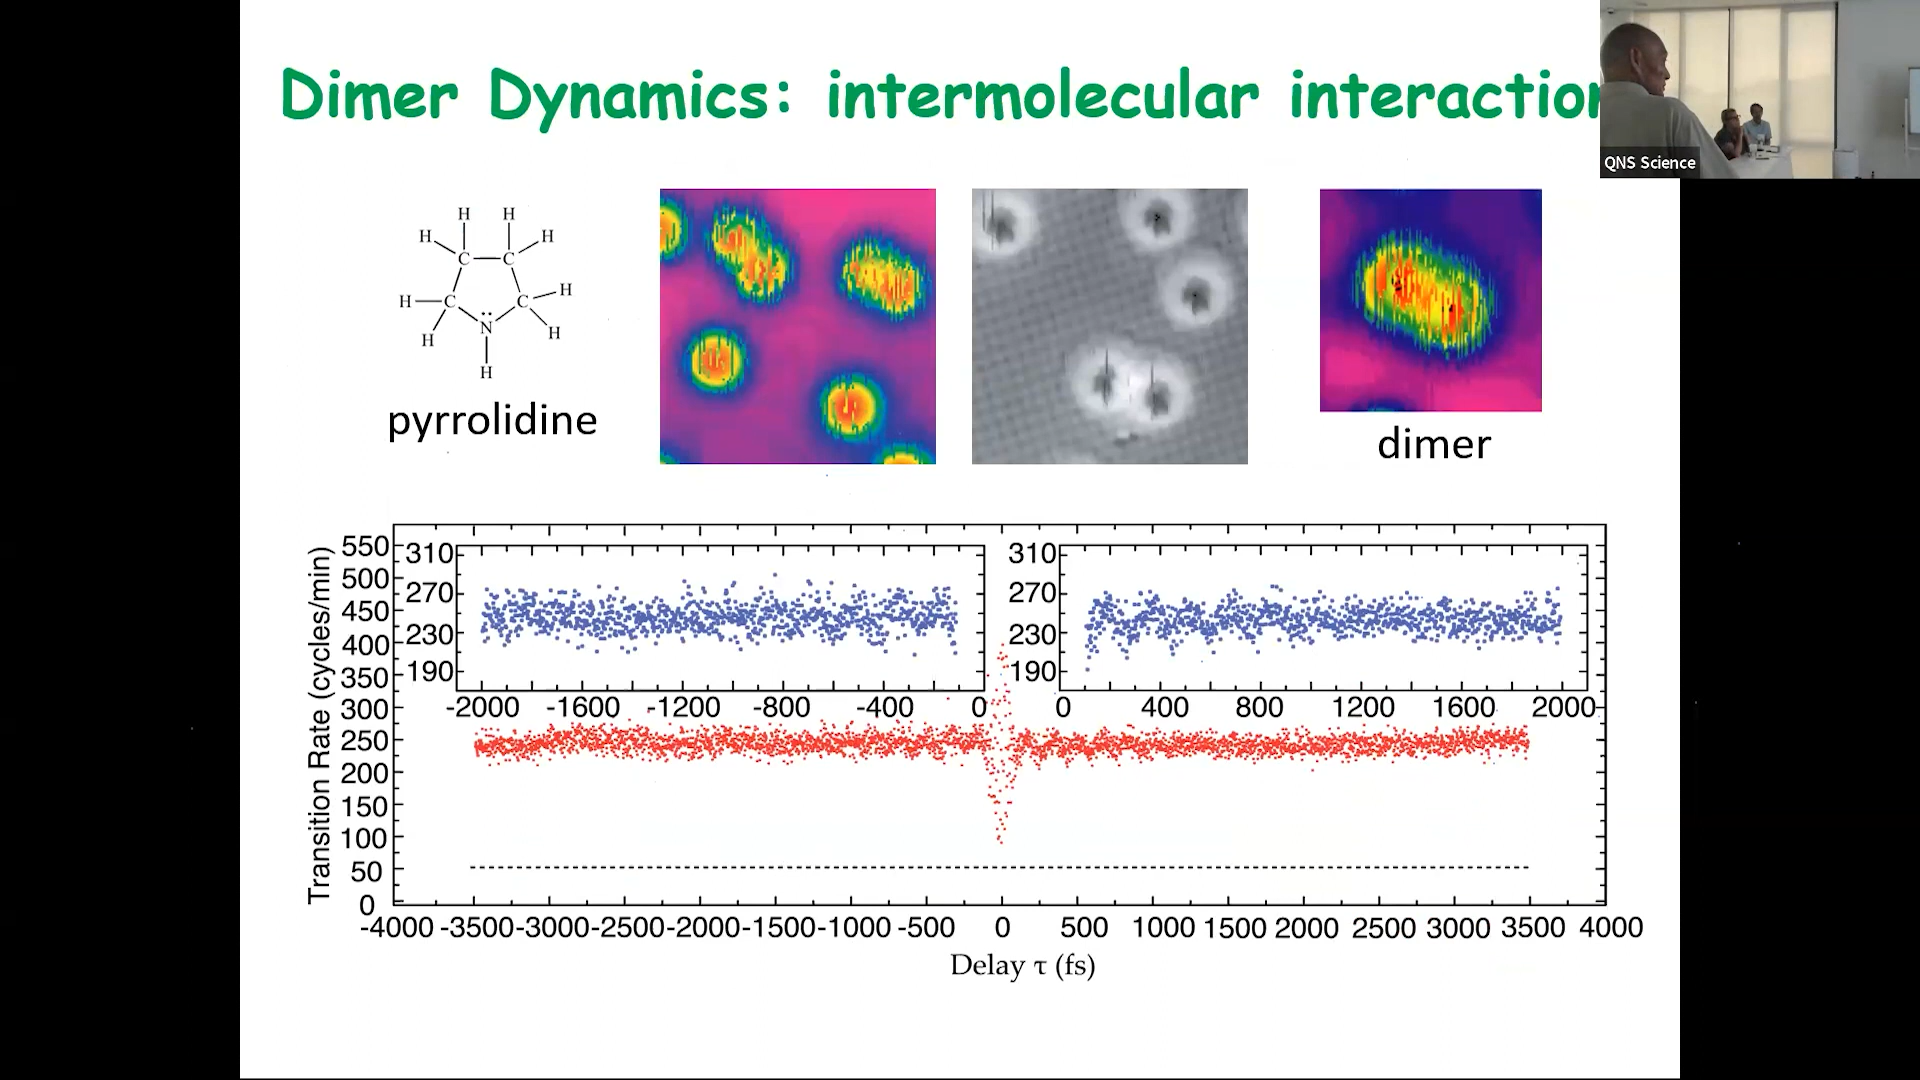 Dimer Dynamics: intermolecular interaction
QNS Science
H H
H H
C C
H C C H
H N H
H
pyrrolidine
dimer
Transition Rate (cycles/min)
550
500
450
400
350
300
250
200
150
100
50
0
310
270
230
190
-2000 -1600 -1200 -800 -400 0
310
270
230
190
0 400 800 1200 1600 2000
-4000 -3500 -3000 -2500 -2000 -1500 -1000 -500 0 500 1000 1500 2000 2500 3000 3500 4000
Delay τ (fs)